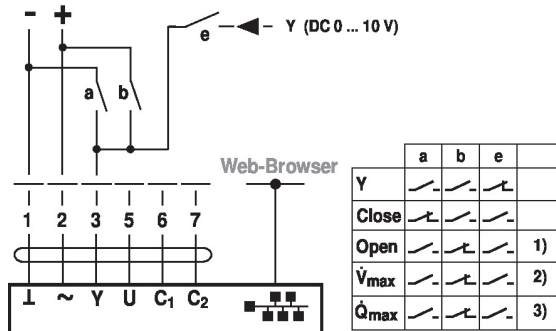 - +
e Y (DC 0 ... 10 V)
a b
Web-Browser
1 2 3 5 6 7
⊥ ~ Y U C₁ C₂
a b e
Y
Close
Open 1)
V̇max 2)
Q̇max 3)